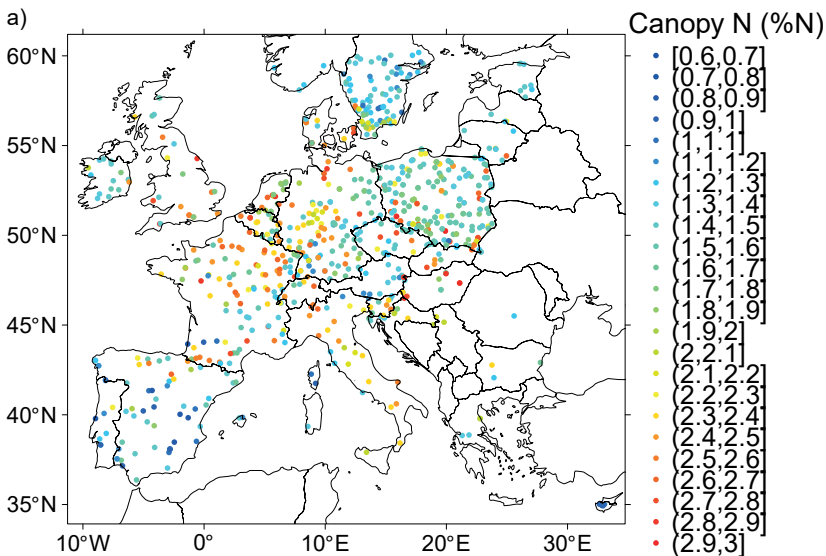 a)
Canopy N (%N)
60°N
55°N
50°N
45°N
40°N
35°N
10°W
0°
10°E
20°E
30°E
[0.6,0.7]
(0.7,0.8]
(0.8,0.9]
(0.9,1]
(1,1.1]
(1.1,1.2]
(1.2,1.3]
(1.3,1.4]
(1.4,1.5]
(1.5,1.6]
(1.6,1.7]
(1.7,1.8]
(1.8,1.9]
(1.9,2]
(2,2.1]
(2.1,2.2]
(2.2,2.3]
(2.3,2.4]
(2.4,2.5]
(2.5,2.6]
(2.6,2.7]
(2.7,2.8]
(2.8,2.9]
(2.9,3]